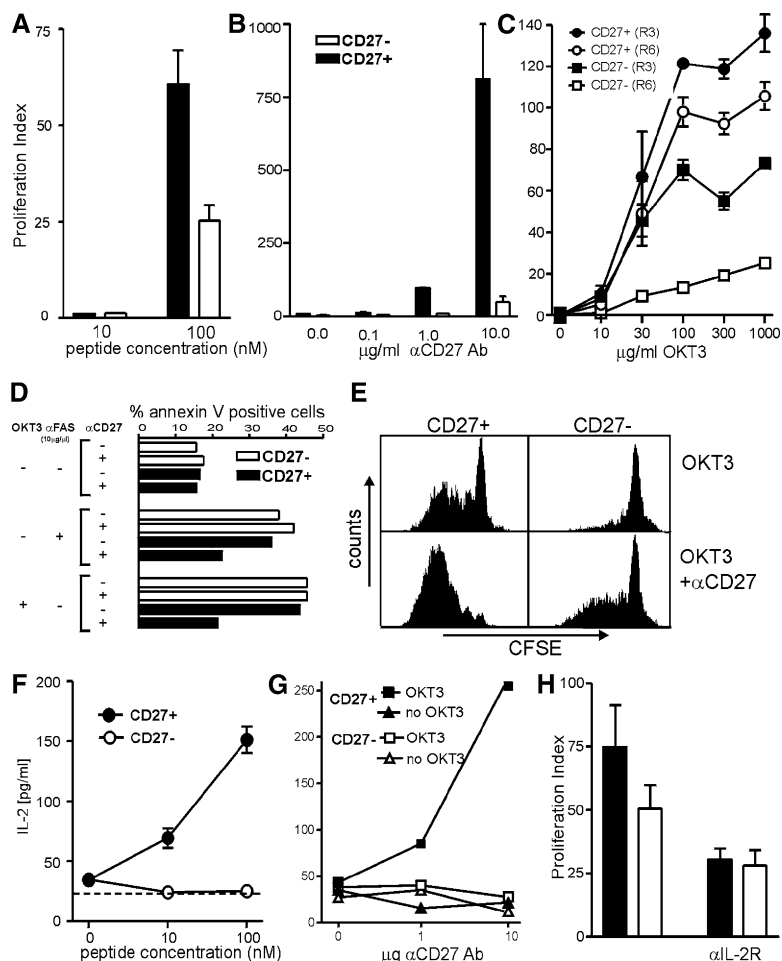 A
Proliferation Index
75
50
25
0
10
100
peptide concentration (nM)
B
CD27-
CD27+
1000
750
500
250
0
0.0
0.1
1.0
10.0
μg/ml αCD27 Ab
C
CD27+ (R3)
CD27+ (R6)
CD27- (R3)
CD27- (R6)
140
120
100
80
60
40
20
0
0
10
30
100
300
1000
μg/ml OKT3
D
% annexin V positive cells
OKT3 αFAS αCD27
(10μg/μl)
0 10 20 30 40 50
CD27-
CD27+
-
+
- -
-
+
-
+
- +
-
+
-
+
+ -
-
+
E
CD27+
CD27-
counts
OKT3
OKT3
+αCD27
CFSE
F
IL-2 [pg/ml]
200
150
100
50
0
CD27+
CD27-
0
10
100
peptide concentration (nM)
G
250
200
150
100
50
0
CD27+
OKT3
no OKT3
CD27-
OKT3
no OKT3
0
1
10
μg αCD27 Ab
H
Proliferation Index
100
75
50
25
0
αIL-2R